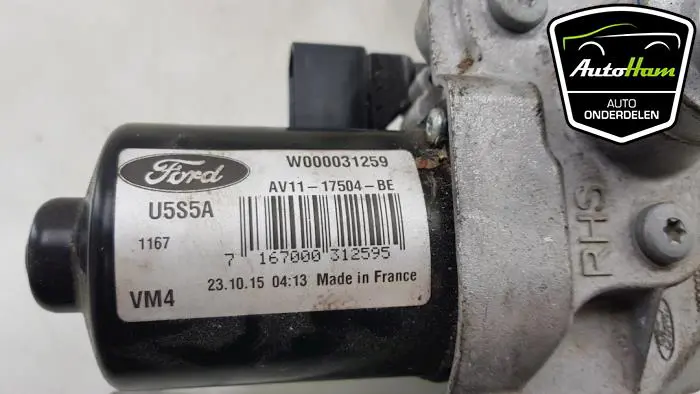 Ford
W000031259
AV11-17504-BE
U5S5A
1167
7 167000 312595
VM4
23.10.15 04:13 Made in France
RHS
Ford
AutoHam
AUTO
ONDERDELEN